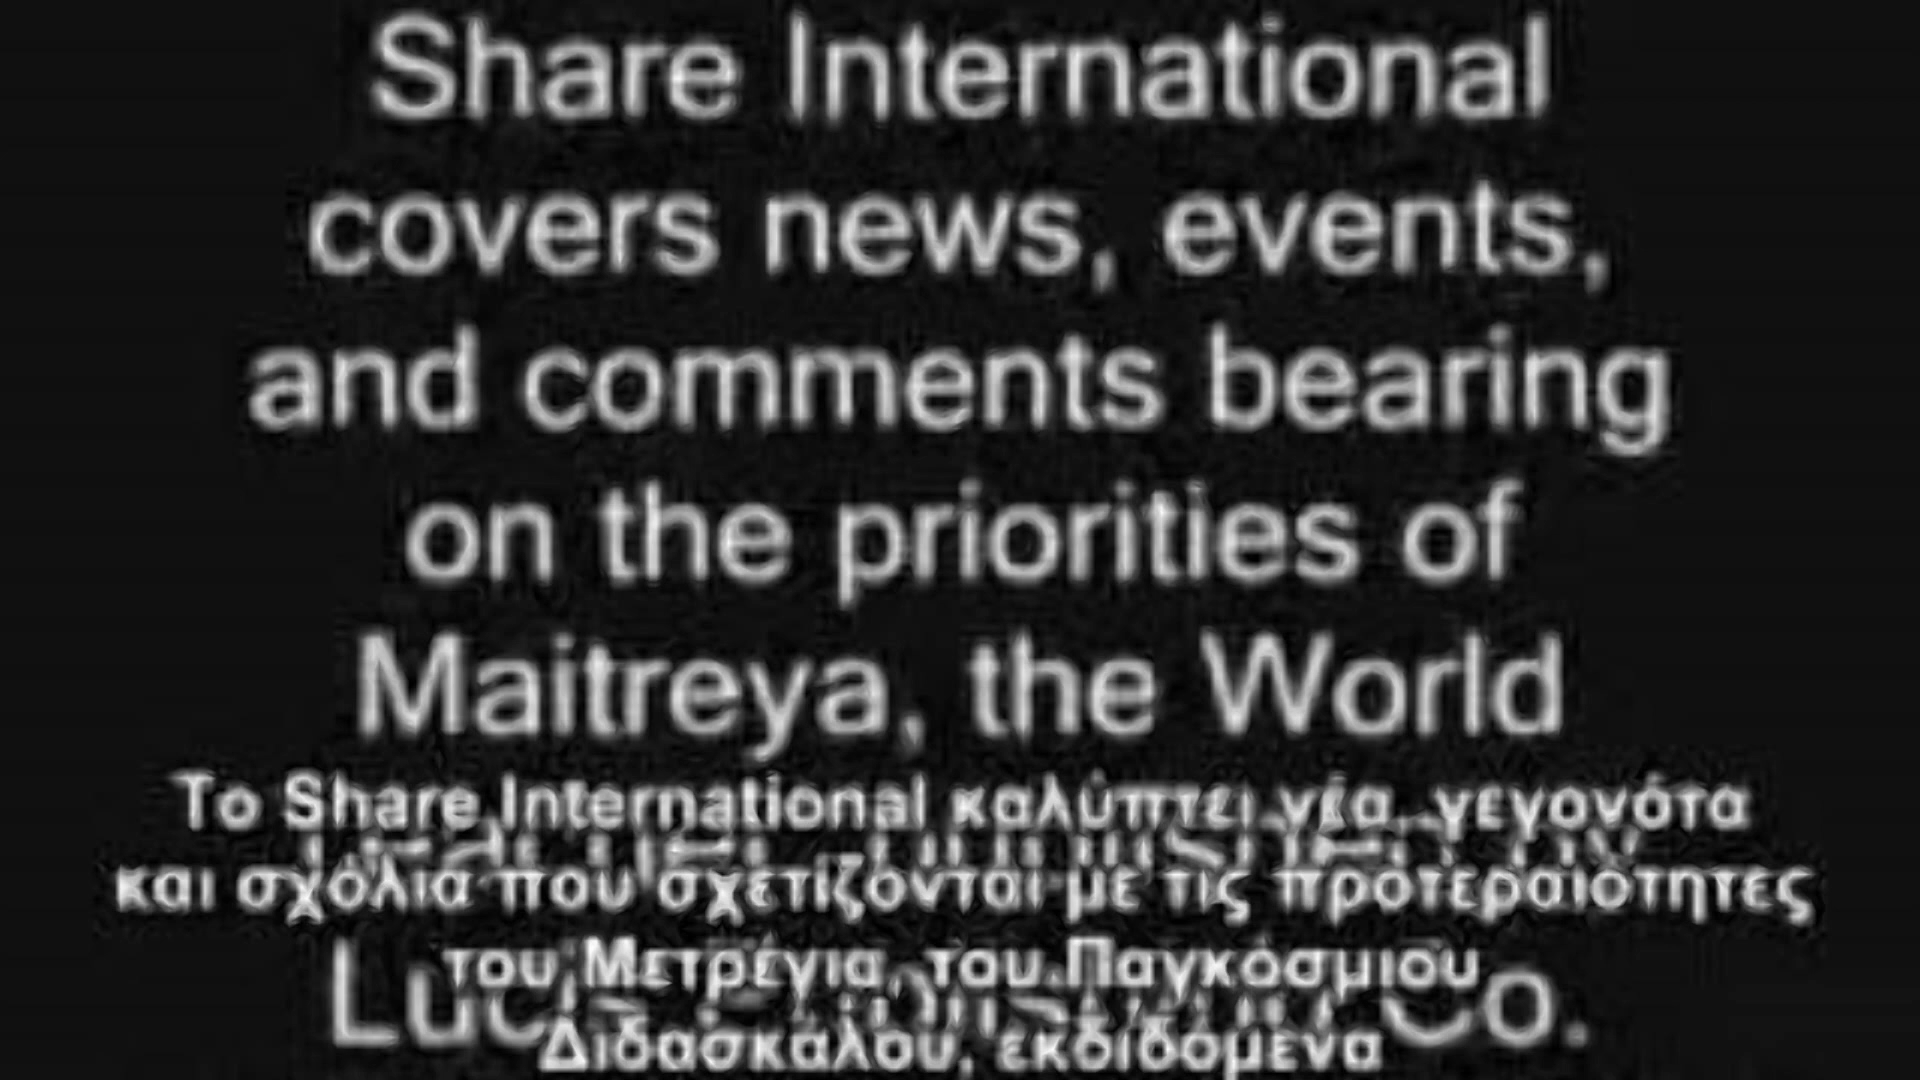 Share International
covers news, events,
and comments bearing
on the priorities of
Maitreya, the World
Το Share International καλύπτει νέα, γεγονότα
και σχόλια που σχετίζονται με τις προτεραιότητες
του Μετρέγια, του Παγκόσμιου
Co.
Διδασκάλου, εκδιδόμενα